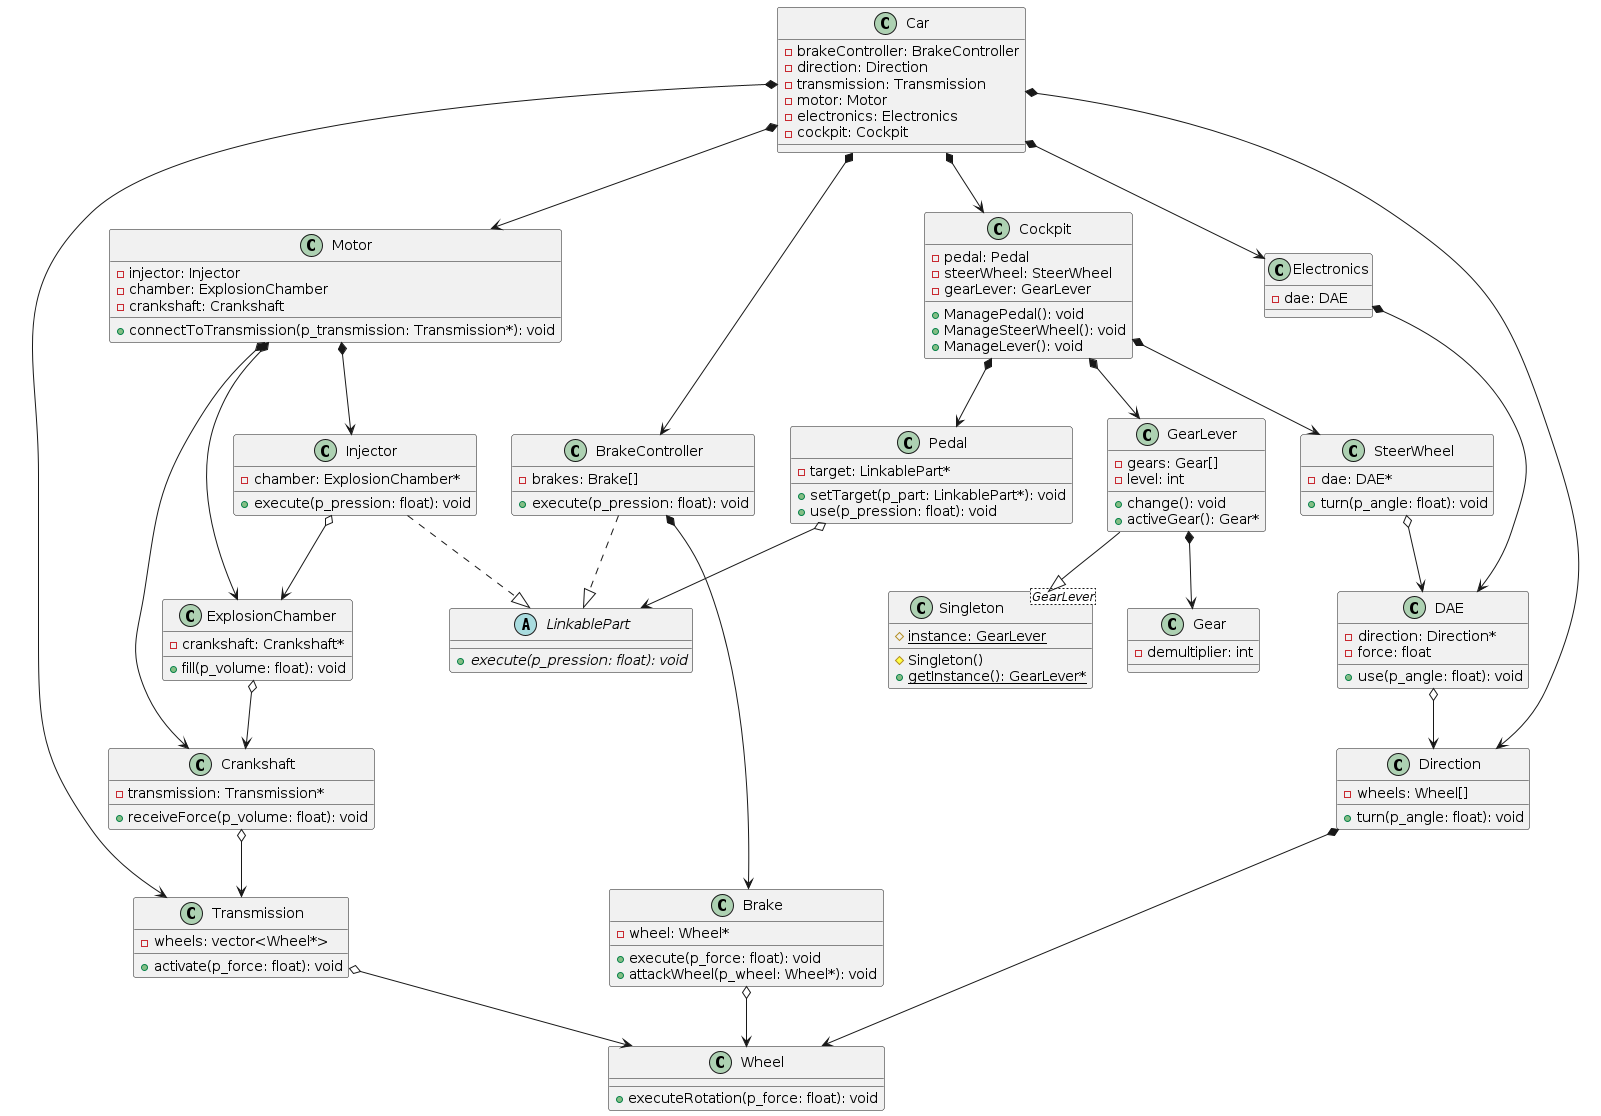 C Car
brakeController: BrakeController
direction: Direction
transmission: Transmission
motor: Motor
electronics: Electronics
cockpit: Cockpit
C Motor
injector: Injector
chamber: ExplosionChamber
crankshaft: Crankshaft
connectToTransmission(p_transmission: Transmission*): void
C Cockpit
pedal: Pedal
steerWheel: SteerWheel
gearLever: GearLever
ManagePedal(): void
ManageSteerWheel(): void
ManageLever(): void
C Electronics
dae: DAE
C Injector
chamber: ExplosionChamber*
execute(p_pression: float): void
C BrakeController
brakes: Brake[]
execute(p_pression: float): void
C Pedal
target: LinkablePart*
setTarget(p_part: LinkablePart*): void
use(p_pression: float): void
C GearLever
gears: Gear[]
level: int
change(): void
activeGear(): Gear*
C SteerWheel
dae: DAE*
turn(p_angle: float): void
C ExplosionChamber
crankshaft: Crankshaft*
fill(p_volume: float): void
A LinkablePart
execute(p_pression: float): void
GearLever
C Singleton
instance: GearLever
Singleton()
getInstance(): GearLever*
C Gear
demultiplier: int
C DAE
direction: Direction*
force: float
use(p_angle: float): void
C Crankshaft
transmission: Transmission*
receiveForce(p_volume: float): void
C Direction
wheels: Wheel[]
turn(p_angle: float): void
C Transmission
wheels: vector<Wheel*>
activate(p_force: float): void
C Brake
wheel: Wheel*
execute(p_force: float): void
attackWheel(p_wheel: Wheel*): void
C Wheel
executeRotation(p_force: float): void